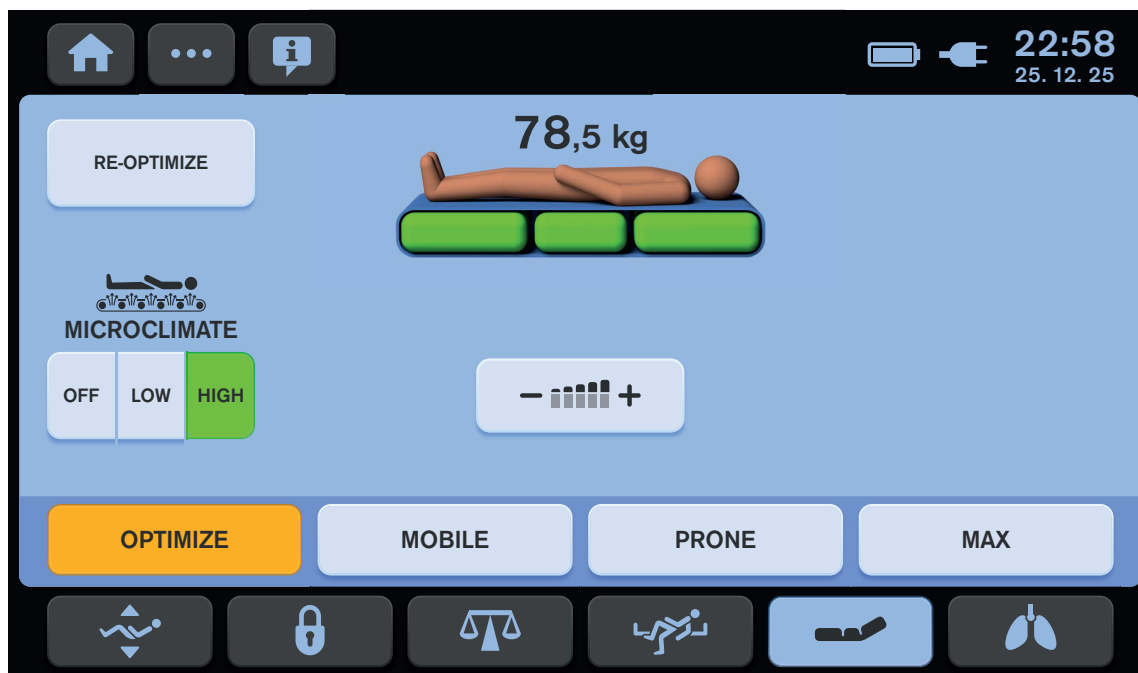 22:58
25. 12. 25
78,5 kg
RE-OPTIMIZE
MICROCLIMATE
OFF LOW HIGH
OPTIMIZE MOBILE PRONE MAX